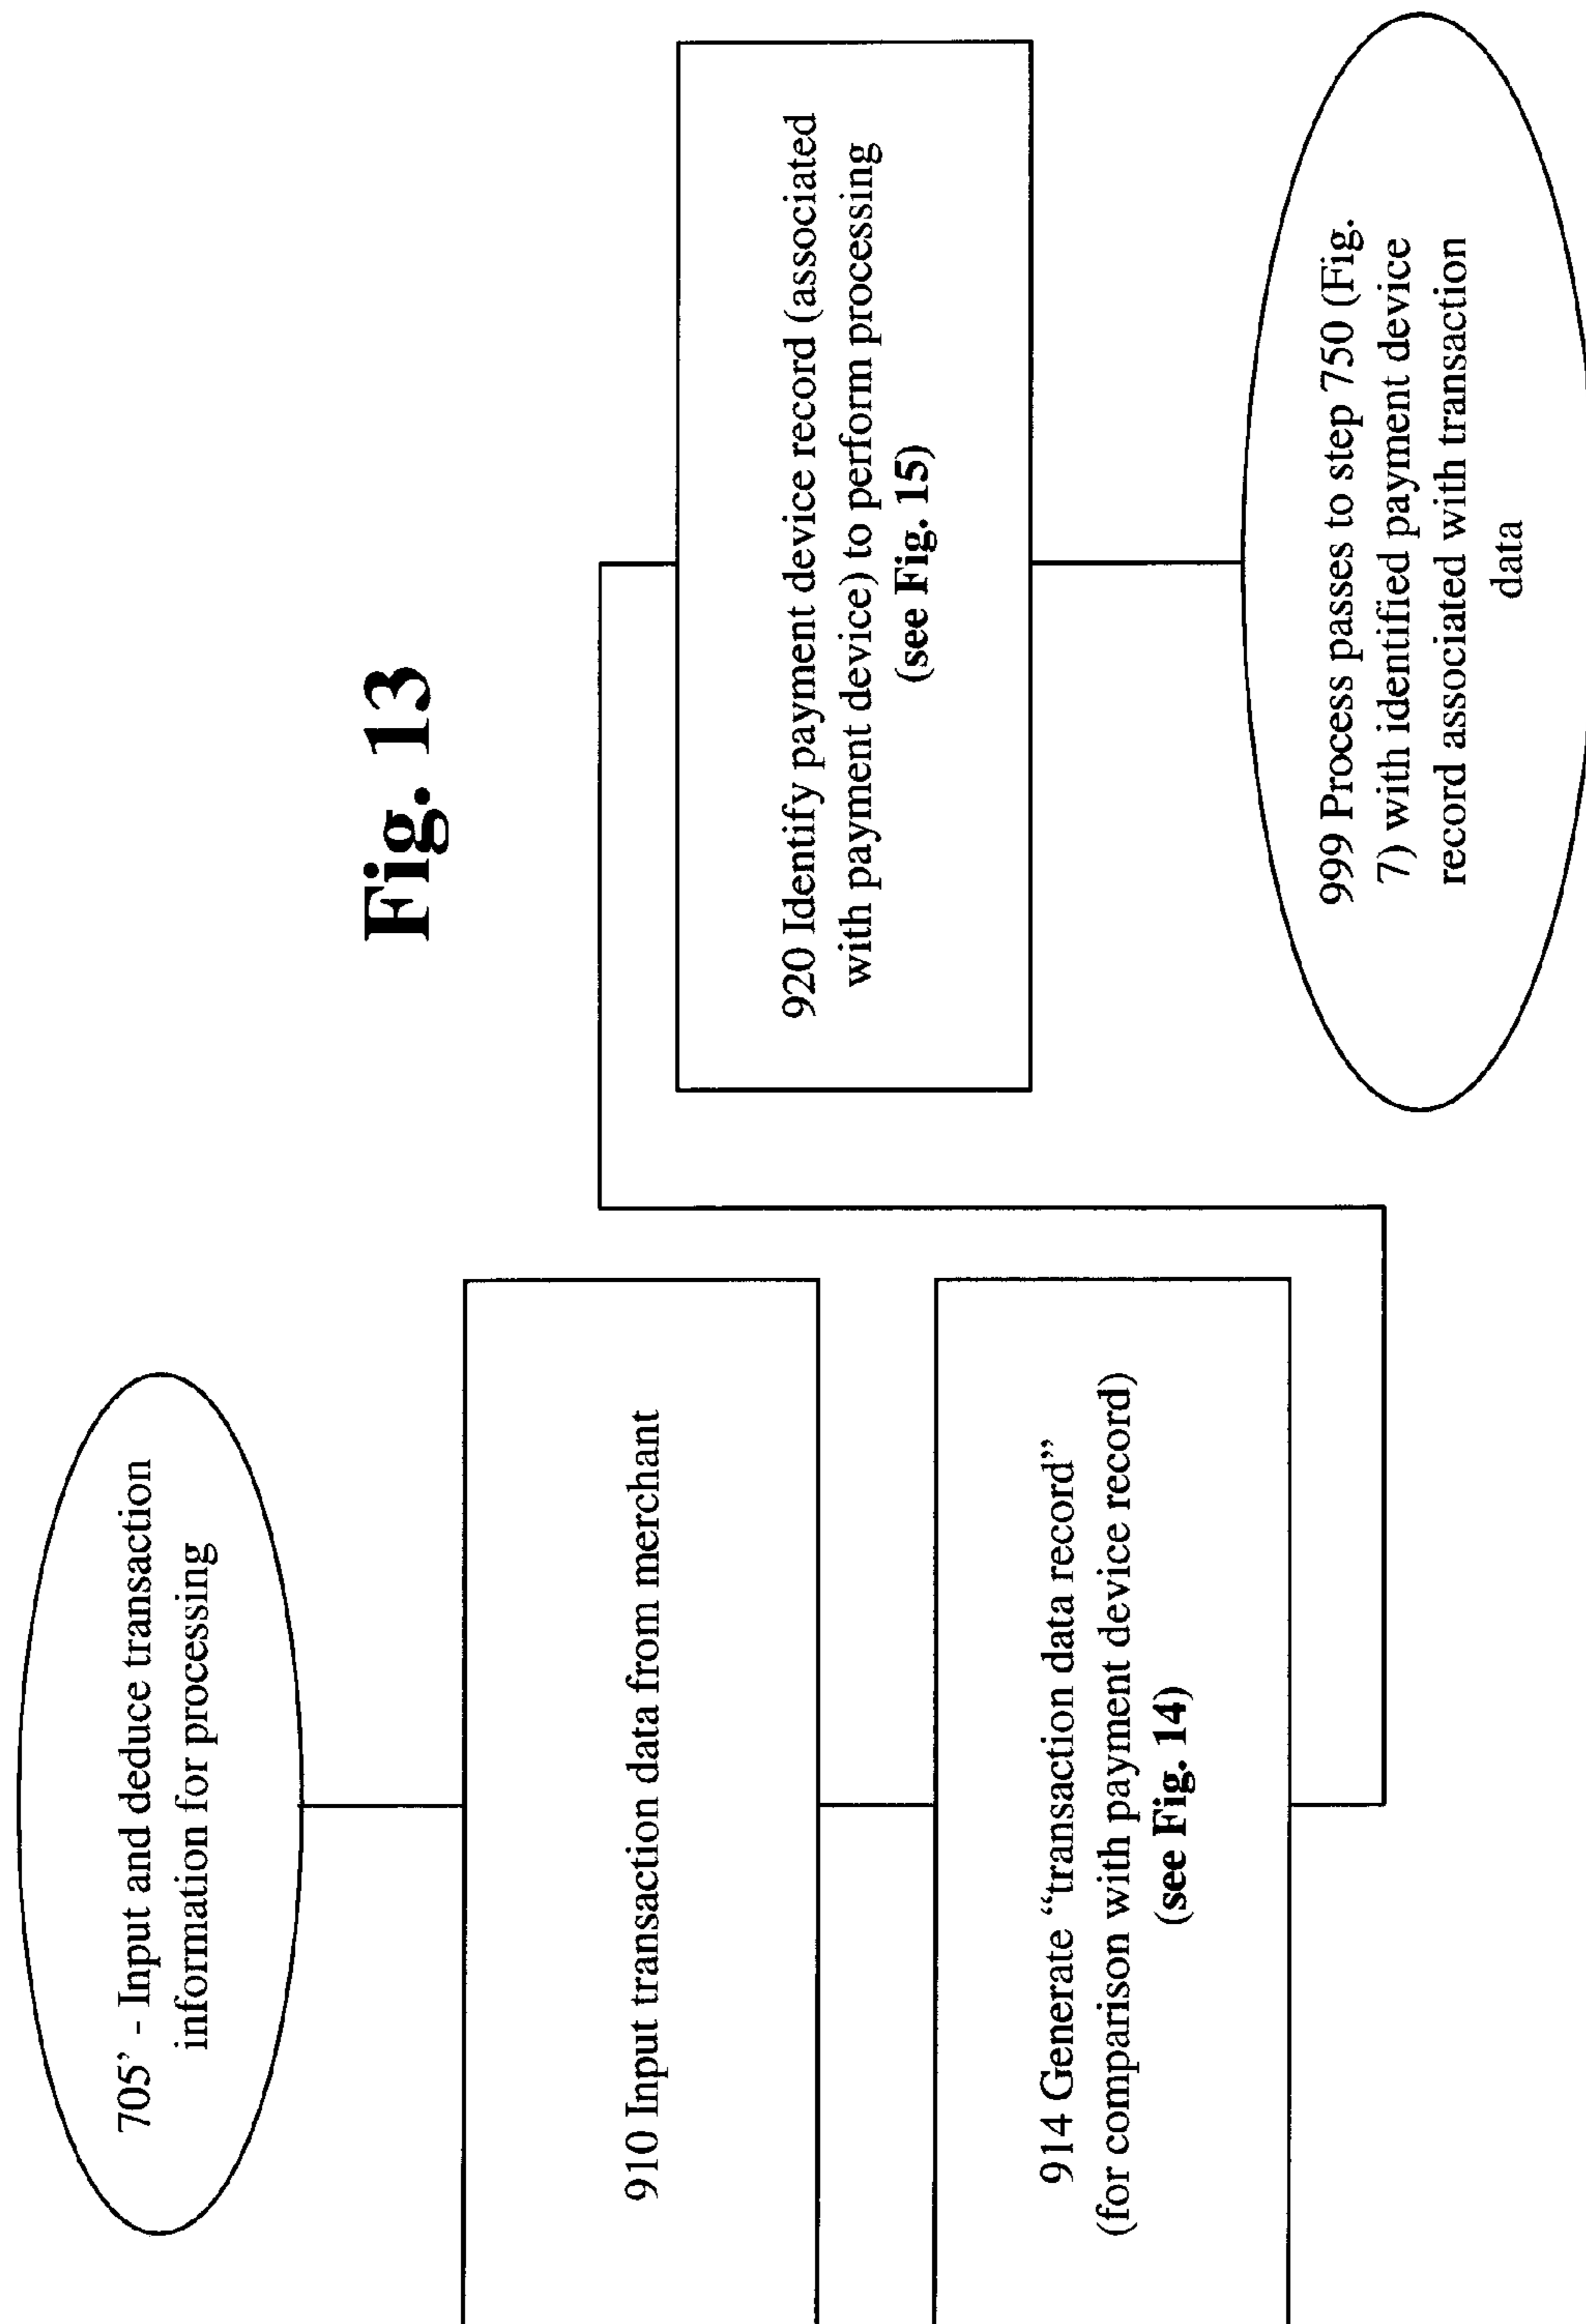 Fig. 13
705’ - Input and deduce transaction
information for processing
910 Input transaction data from merchant
914 Generate “transaction data record”
(for comparison with payment device record)
(see Fig. 14)
920 Identify payment device record (associated
with payment device) to perform processing
(see Fig. 15)
999 Process passes to step 750 (Fig.
7) with identified payment device
record associated with transaction
data